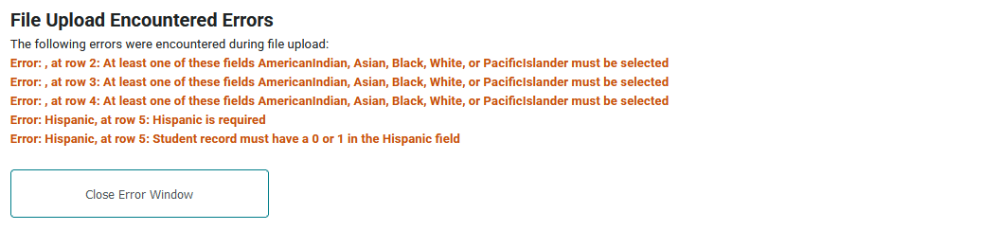 File Upload Encountered Errors
The following errors were encountered during file upload:
Error: , at row 2: At least one of these fields AmericanIndian, Asian, Black, White, or PacificIslander must be selected
Error: , at row 3: At least one of these fields AmericanIndian, Asian, Black, White, or PacificIslander must be selected
Error: , at row 4: At least one of these fields AmericanIndian, Asian, Black, White, or PacificIslander must be selected
Error: Hispanic, at row 5: Hispanic is required
Error: Hispanic, at row 5: Student record must have a 0 or 1 in the Hispanic field
Close Error Window